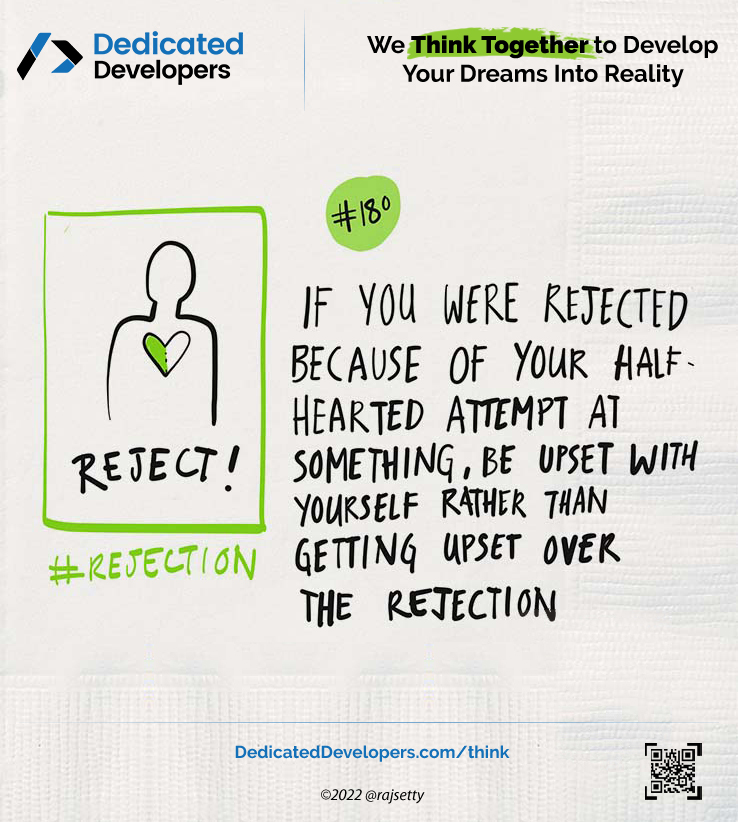 Dedicated
Developers
We Think Together to Develop
Your Dreams Into Reality
#180
IF YOU WERE REJECTED
BECAUSE OF YOUR HALF-
HEARTED ATTEMPT AT
SOMETHING, BE UPSET WITH
YOURSELF RATHER THAN
GETTING UPSET OVER
THE REJECTION
REJECT!
#REJECTION
DedicatedDevelopers.com/think
©2022 @rajsetty